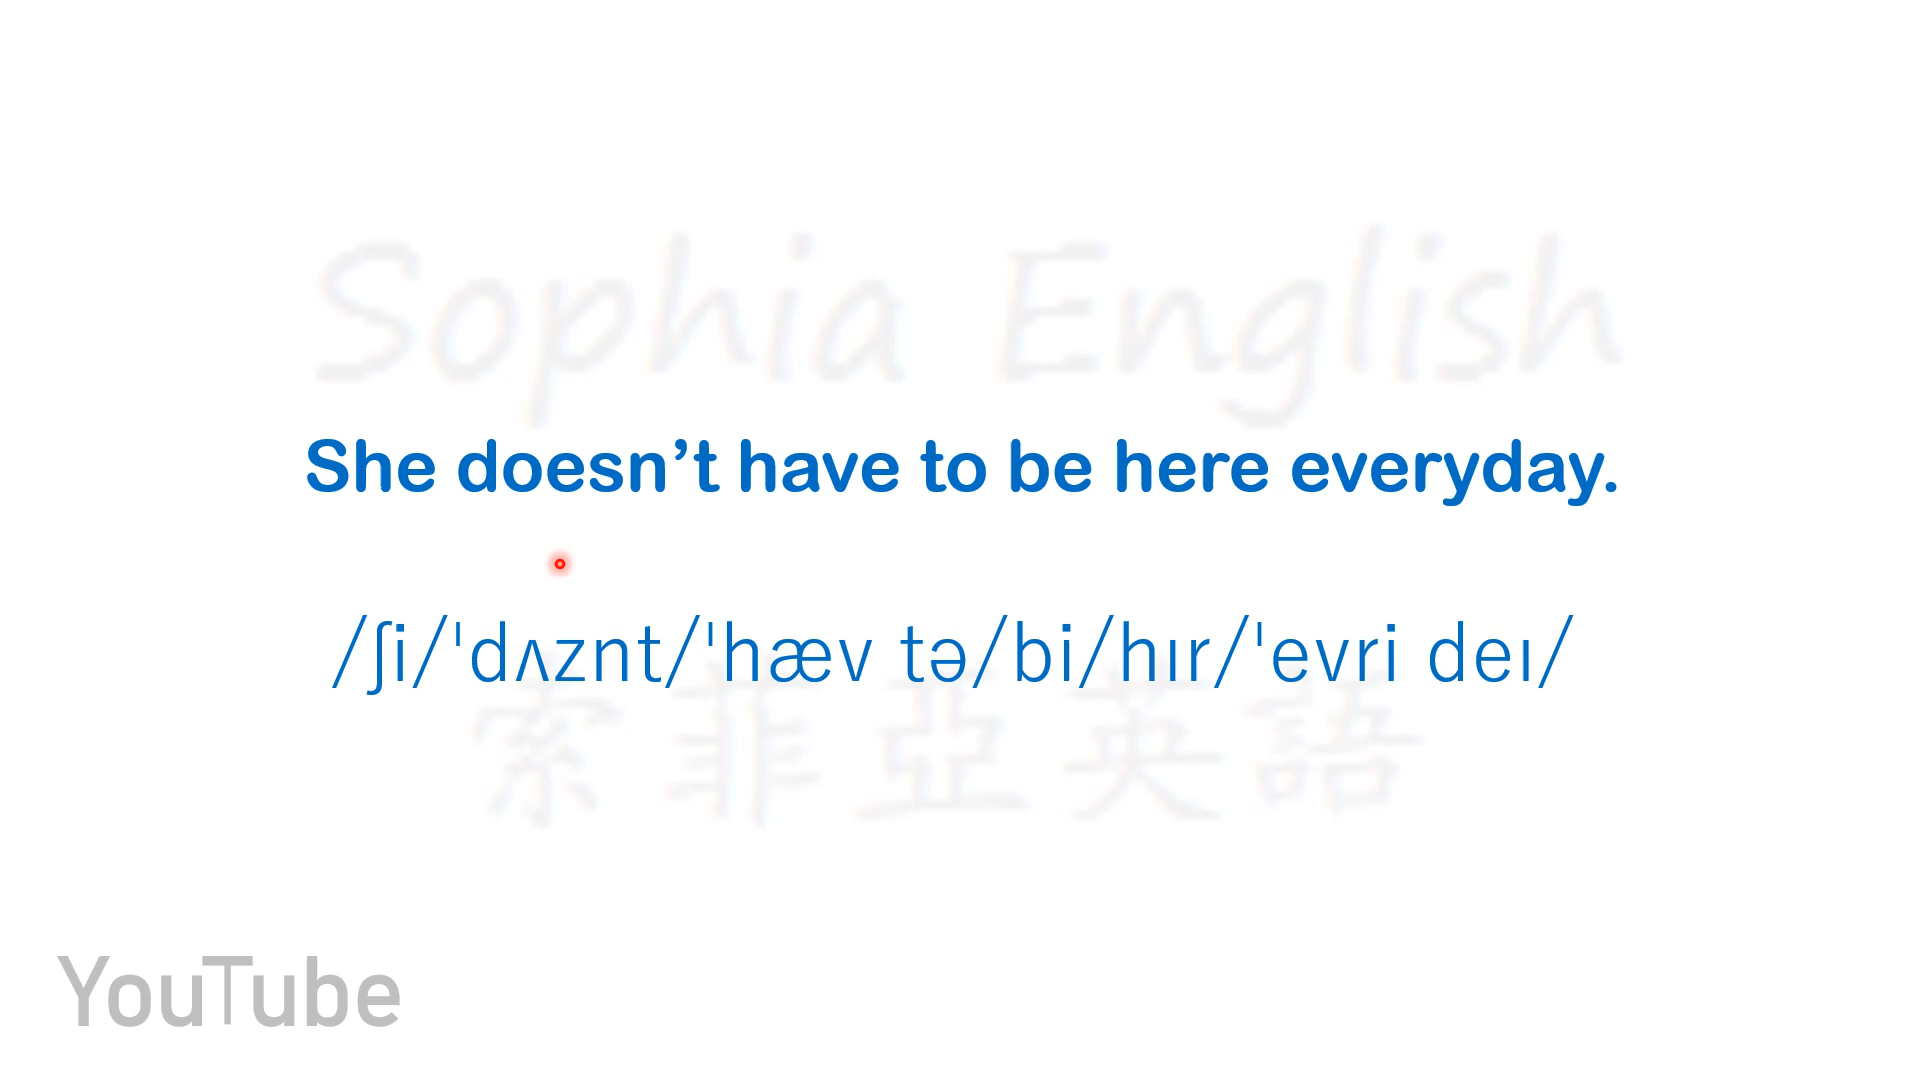 Sophia English
She doesn’t have to be here everyday.
/ʃi/ˈdʌznt/ˈhæv tə/bi/hɪr/ˈevri deɪ/
索菲亞英語
YouTube